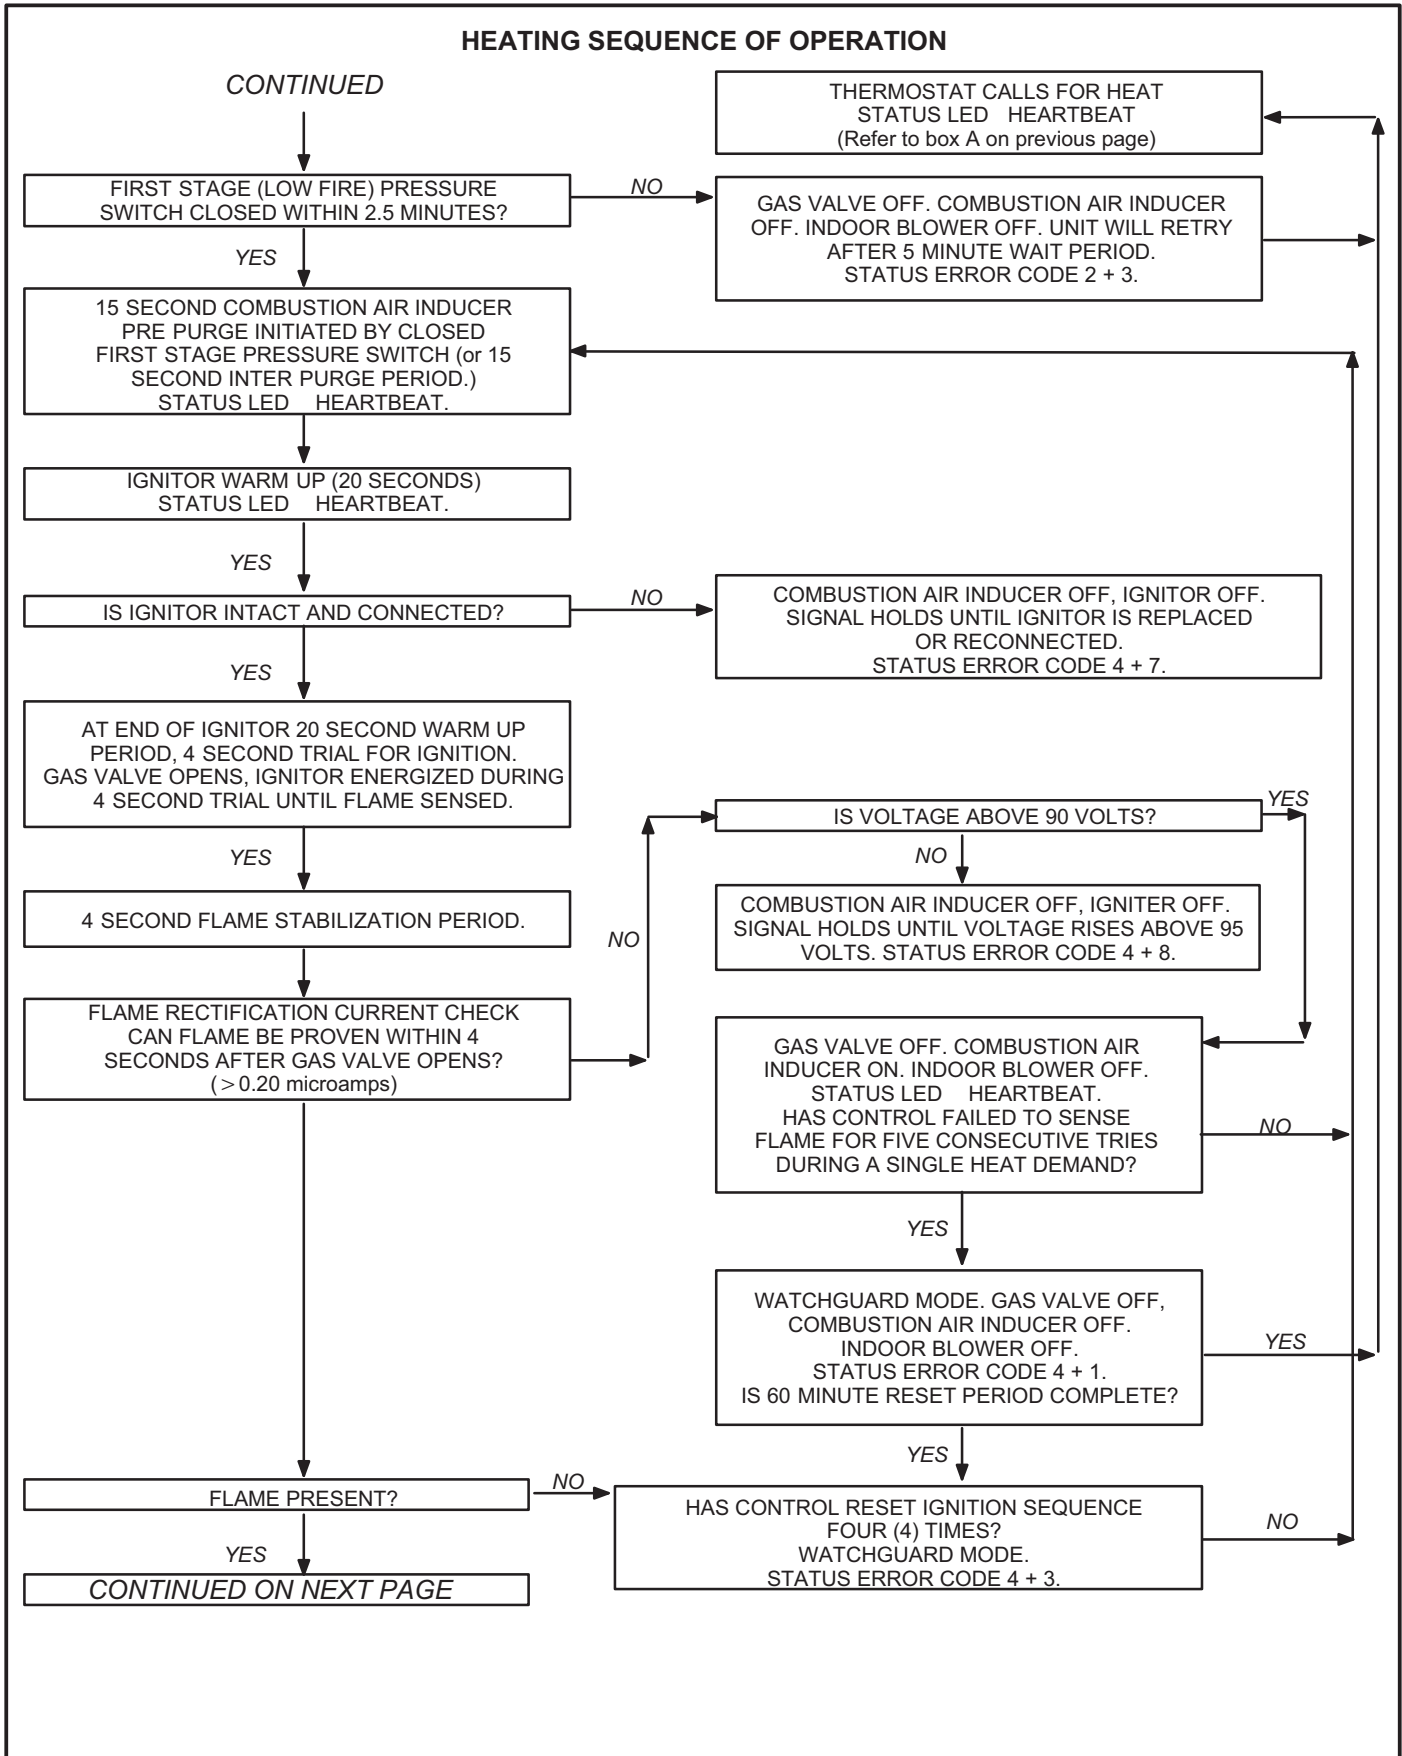 HEATING SEQUENCE OF OPERATION
CONTINUED
THERMOSTAT CALLS FOR HEAT
STATUS LED HEARTBEAT
(Refer to box A on previous page)
FIRST STAGE (LOW FIRE) PRESSURE
SWITCH CLOSED WITHIN 2.5 MINUTES?
NO
GAS VALVE OFF. COMBUSTION AIR INDUCER
OFF. INDOOR BLOWER OFF. UNIT WILL RETRY
AFTER 5 MINUTE WAIT PERIOD.
STATUS ERROR CODE 2 + 3.
YES
15 SECOND COMBUSTION AIR INDUCER
PRE PURGE INITIATED BY CLOSED
FIRST STAGE PRESSURE SWITCH (or 15
SECOND INTER PURGE PERIOD.)
STATUS LED HEARTBEAT.
IGNITOR WARM UP (20 SECONDS)
STATUS LED HEARTBEAT.
YES
IS IGNITOR INTACT AND CONNECTED?
NO
COMBUSTION AIR INDUCER OFF, IGNITOR OFF.
SIGNAL HOLDS UNTIL IGNITOR IS REPLACED
OR RECONNECTED.
STATUS ERROR CODE 4 + 7.
YES
AT END OF IGNITOR 20 SECOND WARM UP
PERIOD, 4 SECOND TRIAL FOR IGNITION.
GAS VALVE OPENS, IGNITOR ENERGIZED DURING
4 SECOND TRIAL UNTIL FLAME SENSED.
YES
IS VOLTAGE ABOVE 90 VOLTS?
YES
NO
4 SECOND FLAME STABILIZATION PERIOD.
NO
COMBUSTION AIR INDUCER OFF, IGNITER OFF.
SIGNAL HOLDS UNTIL VOLTAGE RISES ABOVE 95
VOLTS. STATUS ERROR CODE 4 + 8.
FLAME RECTIFICATION CURRENT CHECK
CAN FLAME BE PROVEN WITHIN 4
SECONDS AFTER GAS VALVE OPENS?
(>0.20 microamps)
GAS VALVE OFF. COMBUSTION AIR
INDUCER ON. INDOOR BLOWER OFF.
STATUS LED HEARTBEAT.
HAS CONTROL FAILED TO SENSE
FLAME FOR FIVE CONSECUTIVE TRIES
DURING A SINGLE HEAT DEMAND?
NO
YES
WATCHGUARD MODE. GAS VALVE OFF,
COMBUSTION AIR INDUCER OFF.
INDOOR BLOWER OFF.
STATUS ERROR CODE 4 + 1.
IS 60 MINUTE RESET PERIOD COMPLETE?
YES
YES
FLAME PRESENT?
NO
HAS CONTROL RESET IGNITION SEQUENCE
FOUR (4) TIMES?
WATCHGUARD MODE.
STATUS ERROR CODE 4 + 3.
NO
YES
CONTINUED ON NEXT PAGE